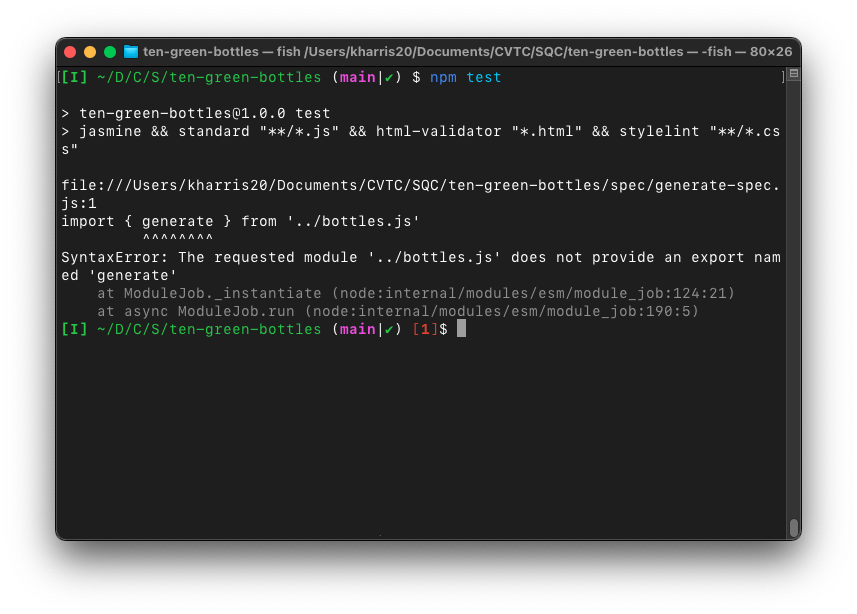 ten-green-bottles — fish /Users/kharris20/Documents/CVTC/SQC/ten-green-bottles — -fish — 80×26
[[I] ~/D/C/S/ten-green-bottles (main|✔) $ npm test ]
> ten-green-bottles@1.0.0 test
> jasmine && standard "**/*.js" && html-validator "*.html" && stylelint "**/*.cs
s"
file:///Users/kharris20/Documents/CVTC/SQC/ten-green-bottles/spec/generate-spec.
js:1
import { generate } from '../bottles.js'
^^^^^^^^
SyntaxError: The requested module '../bottles.js' does not provide an export nam
ed 'generate'
at ModuleJob._instantiate (node:internal/modules/esm/module_job:124:21)
at async ModuleJob.run (node:internal/modules/esm/module_job:190:5)
[I] ~/D/C/S/ten-green-bottles (main|✔) [1]$